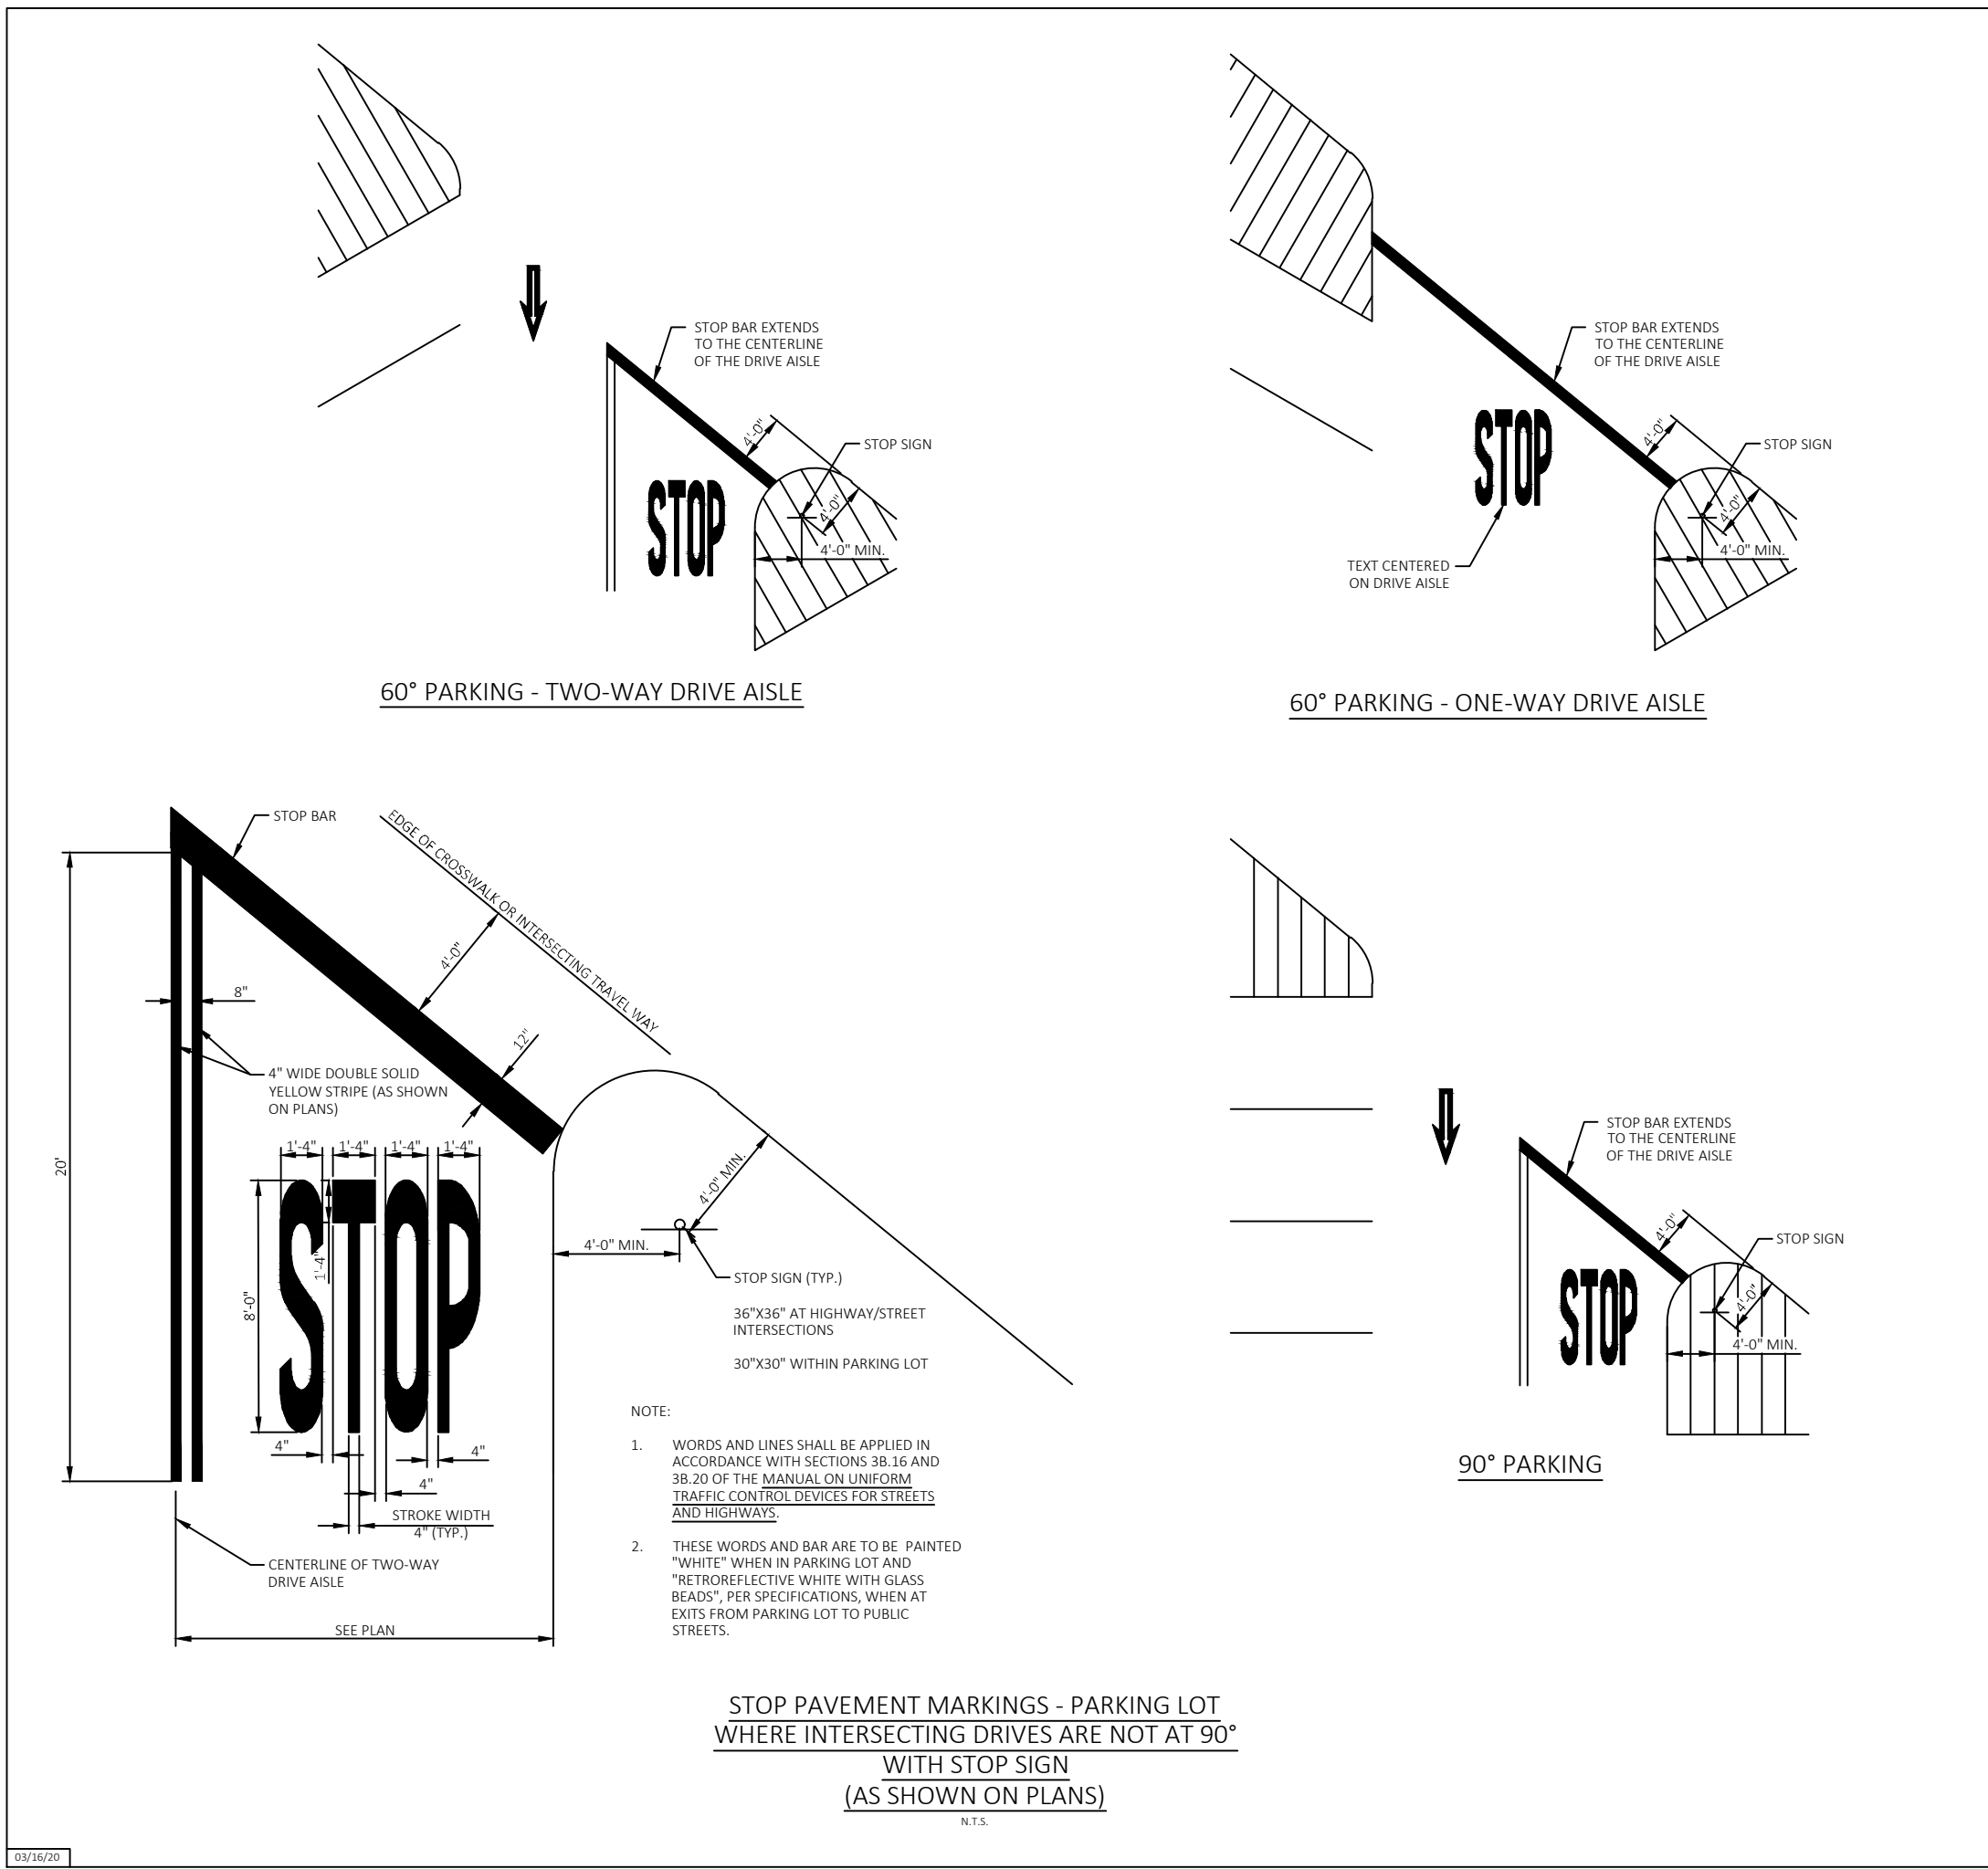 STOP BAR EXTENDS
TO THE CENTERLINE
OF THE DRIVE AISLE
4'-0"
STOP SIGN
STOP
4'-0"
4'-0" MIN.
60° PARKING - TWO-WAY DRIVE AISLE
STOP BAR EXTENDS
TO THE CENTERLINE
OF THE DRIVE AISLE
4'-0"
STOP SIGN
STOP
4'-0"
4'-0" MIN.
TEXT CENTERED
ON DRIVE AISLE
60° PARKING - ONE-WAY DRIVE AISLE
STOP BAR
EDGE OF CROSSWALK OR INTERSECTING TRAVEL WAY
4'-0"
8"
12"
4" WIDE DOUBLE SOLID
YELLOW STRIPE (AS SHOWN
ON PLANS)
20'
1'-4" 1'-4" 1'-4" 1'-4"
STOP
1'-4"
8'-0"
4"
4"
4"
STROKE WIDTH
4" (TYP.)
CENTERLINE OF TWO-WAY
DRIVE AISLE
SEE PLAN
4'-0" MIN.
4'-0" MIN.
STOP SIGN (TYP.)
36"X36" AT HIGHWAY/STREET
INTERSECTIONS
30"X30" WITHIN PARKING LOT
NOTE:
1. WORDS AND LINES SHALL BE APPLIED IN
ACCORDANCE WITH SECTIONS 3B.16 AND
3B.20 OF THE MANUAL ON UNIFORM
TRAFFIC CONTROL DEVICES FOR STREETS
AND HIGHWAYS.
2. THESE WORDS AND BAR ARE TO BE PAINTED
"WHITE" WHEN IN PARKING LOT AND
"RETROREFLECTIVE WHITE WITH GLASS
BEADS", PER SPECIFICATIONS, WHEN AT
EXITS FROM PARKING LOT TO PUBLIC
STREETS.
STOP BAR EXTENDS
TO THE CENTERLINE
OF THE DRIVE AISLE
4'-0"
STOP SIGN
STOP
4'-0"
4'-0" MIN.
90° PARKING
STOP PAVEMENT MARKINGS - PARKING LOT
WHERE INTERSECTING DRIVES ARE NOT AT 90°
WITH STOP SIGN
(AS SHOWN ON PLANS)
N.T.S.
03/16/20